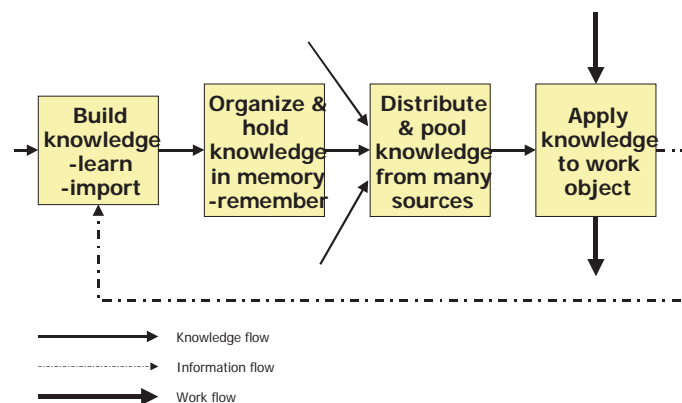 Build
knowledge
-learn
-import
Organize &
hold
knowledge
in memory
-remember
Distribute
& pool
knowledge
from many
sources
Apply
knowledge
to work
object
Knowledge flow
Information flow
Work flow